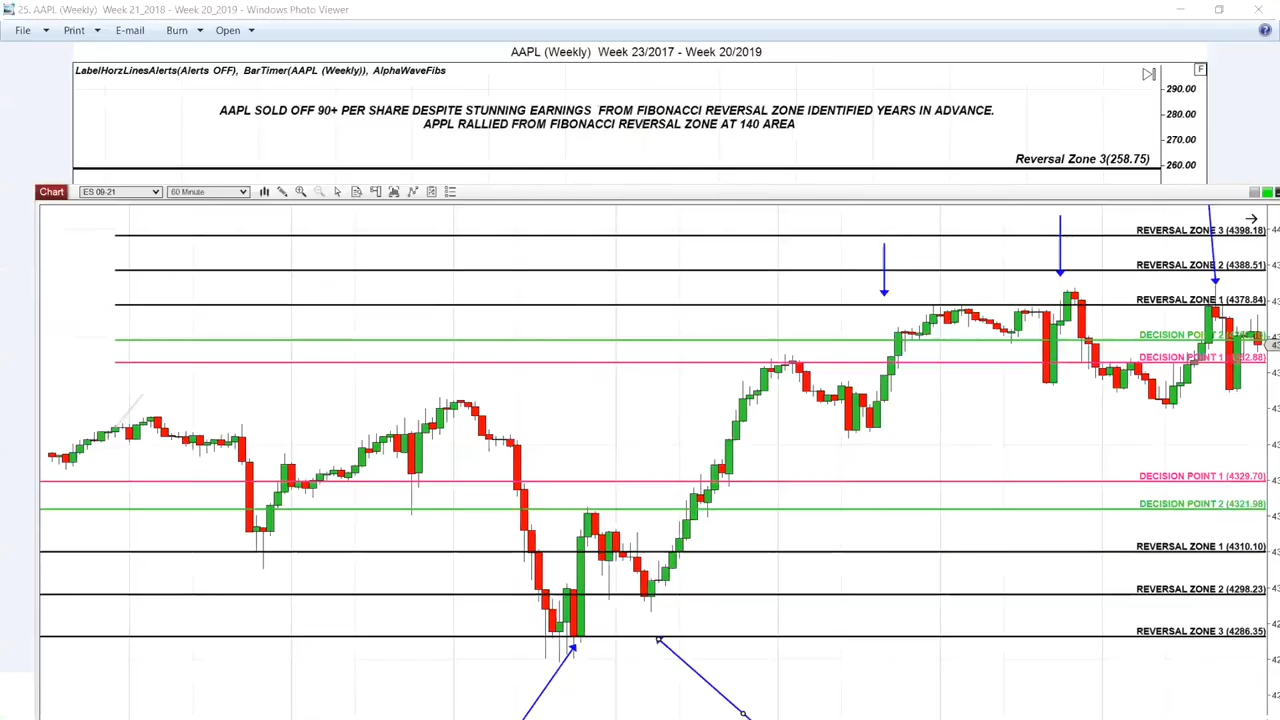 25. AAPL (Weekly) Week 21_2018 - Week 20_2019 - Windows Photo Viewer
File Print E-mail Burn Open
AAPL (Weekly) Week 23/2017 - Week 20/2019
LabelHorzLinesAlerts(Alerts OFF), BarTimer(AAPL (Weekly)), AlphaWaveFibs
F
290.00
AAPL SOLD OFF 90+ PER SHARE DESPITE STUNNING EARNINGS FROM FIBONACCI REVERSAL ZONE IDENTIFIED YEARS IN ADVANCE.
280.00
APPL RALLIED FROM FIBONACCI REVERSAL ZONE AT 140 AREA
270.00
Reversal Zone 3(258.75)
260.00
Chart ES 09-21 60 Minute
REVERSAL ZONE 3 (4398.18)
REVERSAL ZONE 2 (4388.51)
REVERSAL ZONE 1 (4378.84)
DECISION POINT 2
DECISION POINT 1
DECISION POINT 1 (4329.70)
DECISION POINT 2 (4321.98)
REVERSAL ZONE 1 (4310.10)
REVERSAL ZONE 2 (4298.23)
REVERSAL ZONE 3 (4286.35)